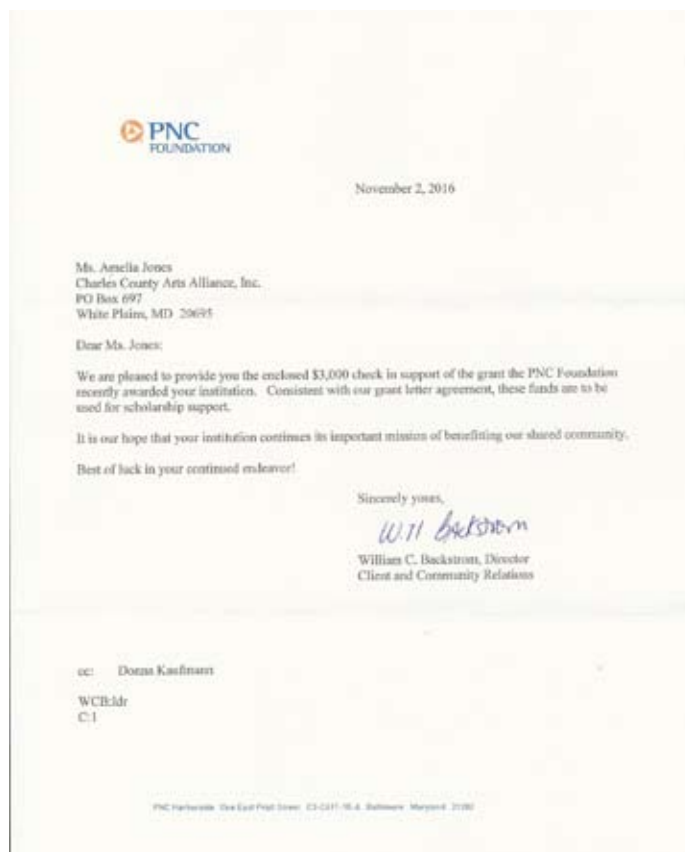 PNC
FOUNDATION
November 2, 2016
Ms. Amelia Jones
Charles County Arts Alliance, Inc.
PO Box 697
White Plains, MD 20695
Dear Ms. Jones:
We are pleased to provide you the enclosed $3,000 check in support of the grant the PNC Foundation
recently awarded your institution. Consistent with our grant letter agreement, these funds are to be
used for scholarship support.
It is our hope that your institution continues its important mission of benefitting our shared community.
Best of luck in your continued endeavor!
Sincerely yours,
Backstrom
William C. Backstrom, Director
Client and Community Relations
cc: Donna Kaufmann
WCB:ldr
C:1
PNC One East Pratt Street Baltimore Maryland